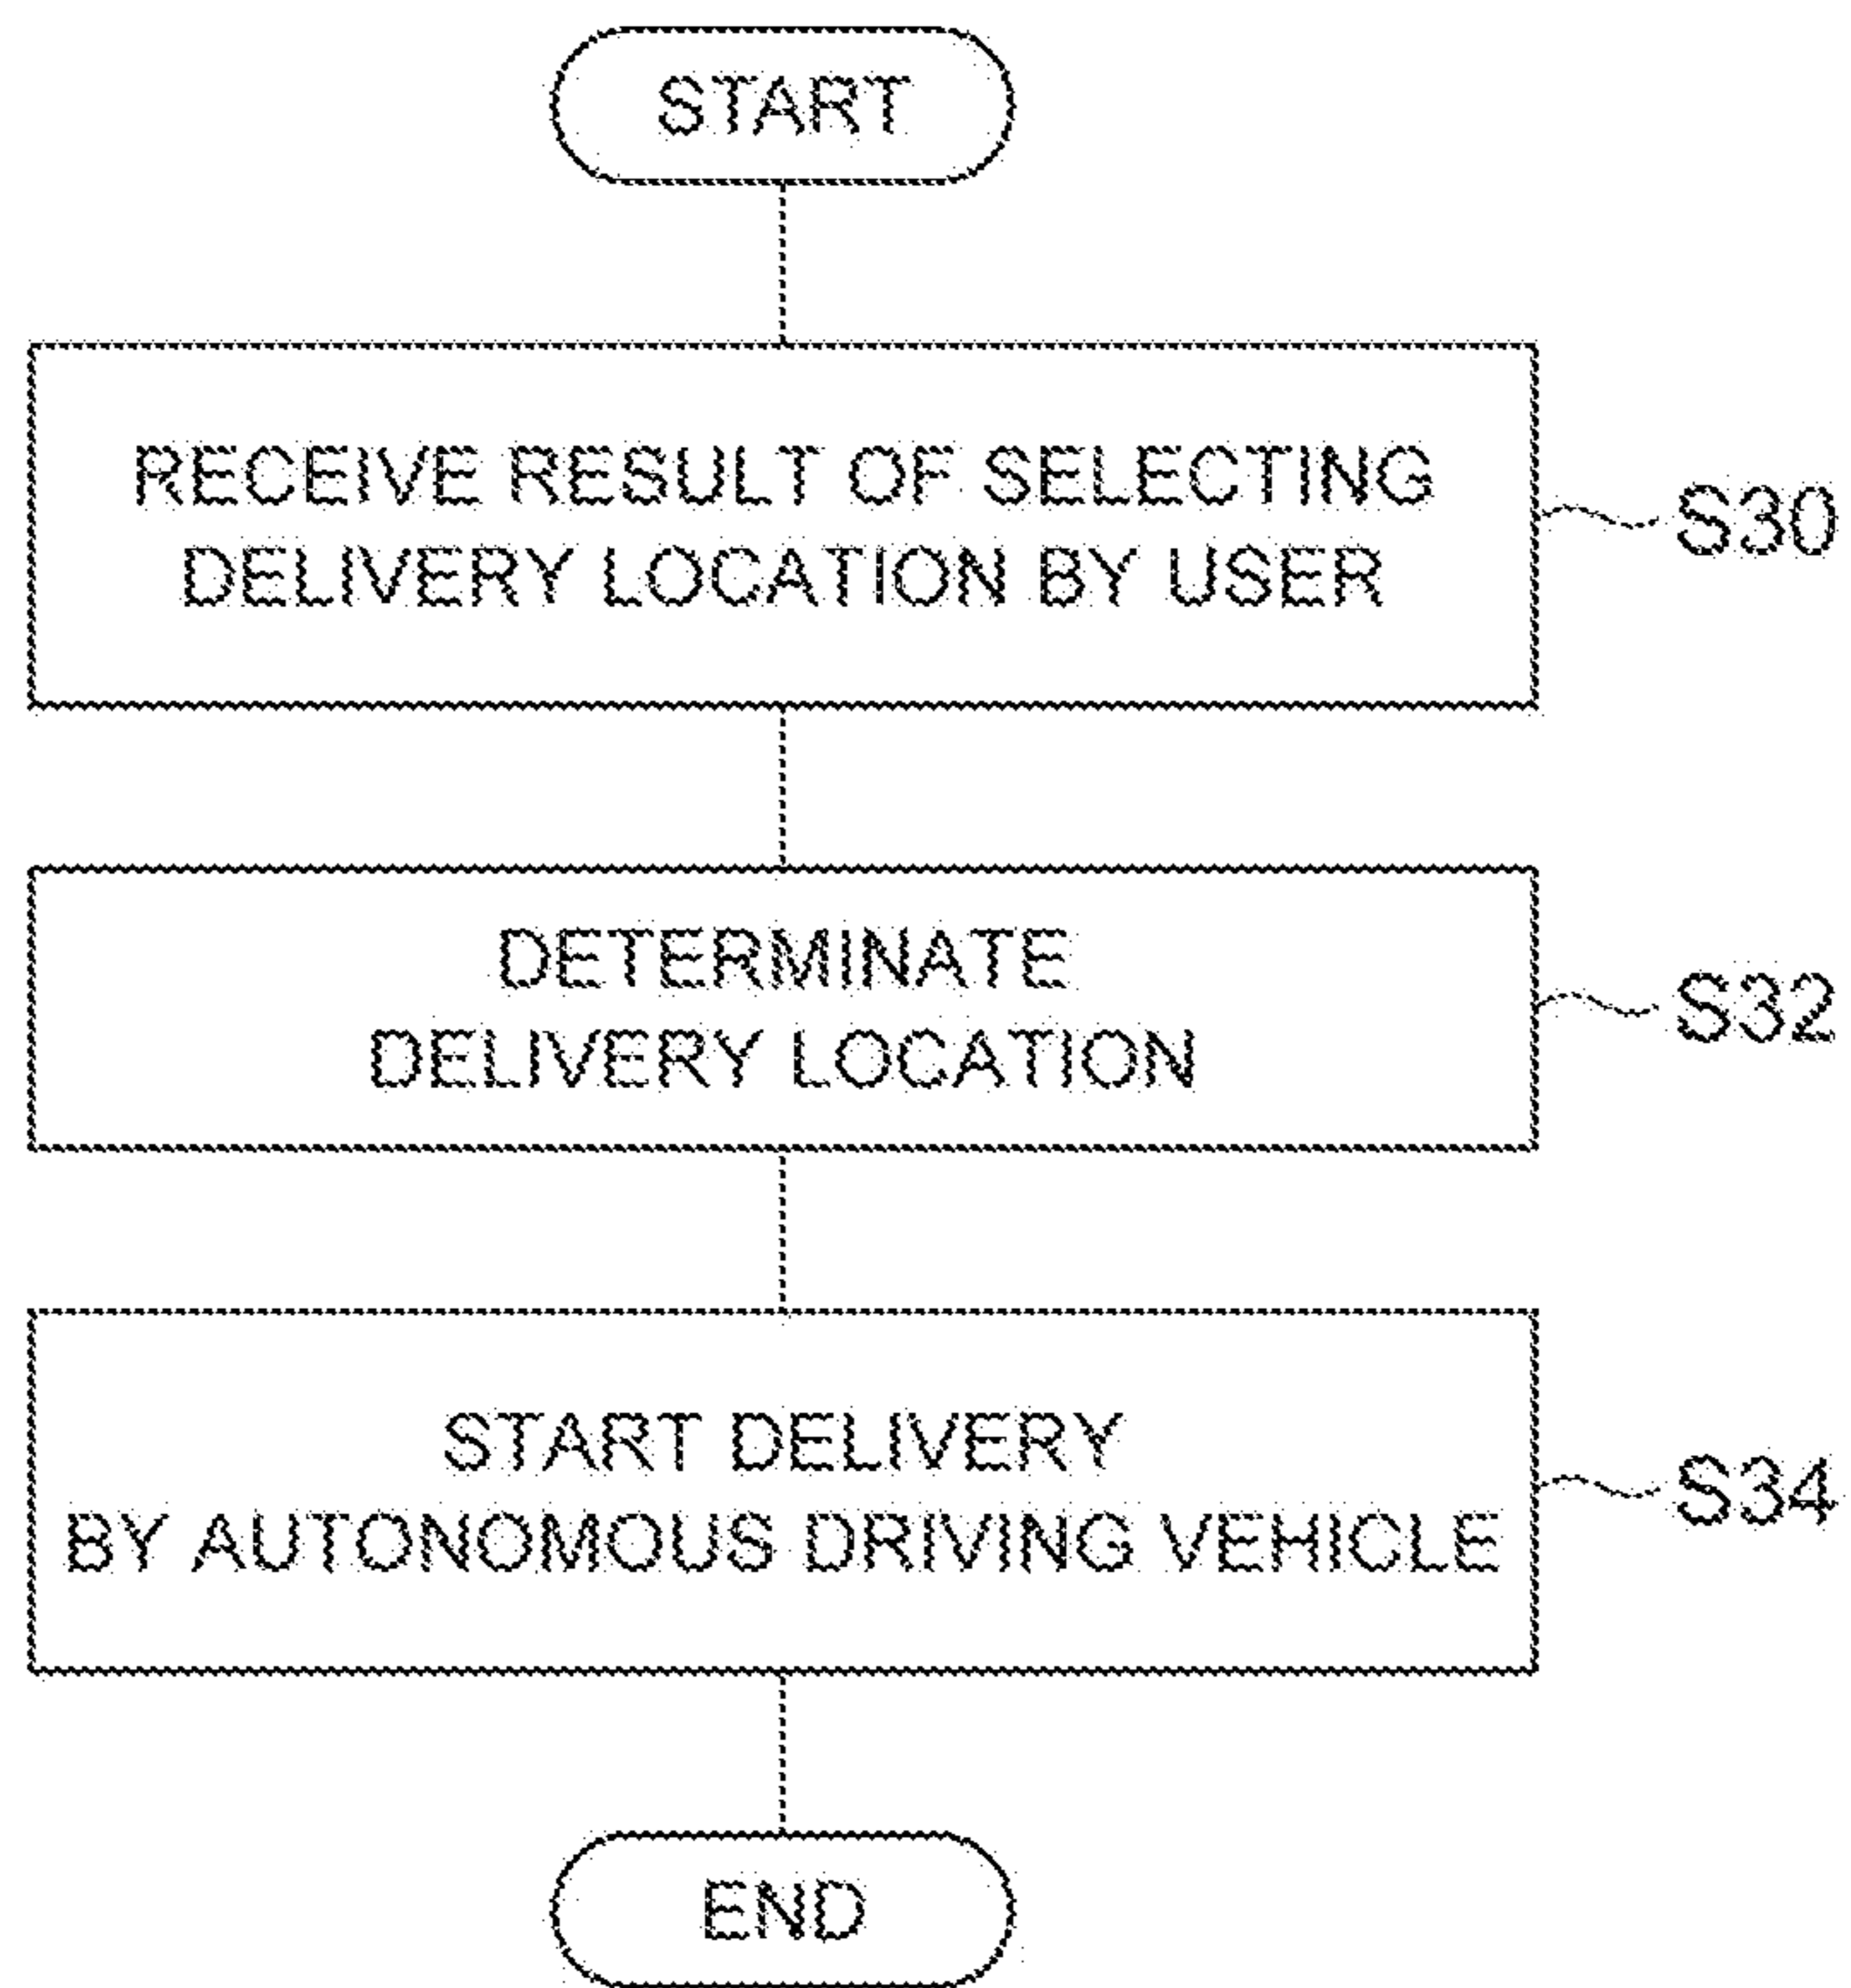 START
RECEIVE RESULT OF SELECTING
DELIVERY LOCATION BY USER
S30
DETERMINATE
DELIVERY LOCATION
S32
START DELIVERY
BY AUTONOMOUS DRIVING VEHICLE
S34
END